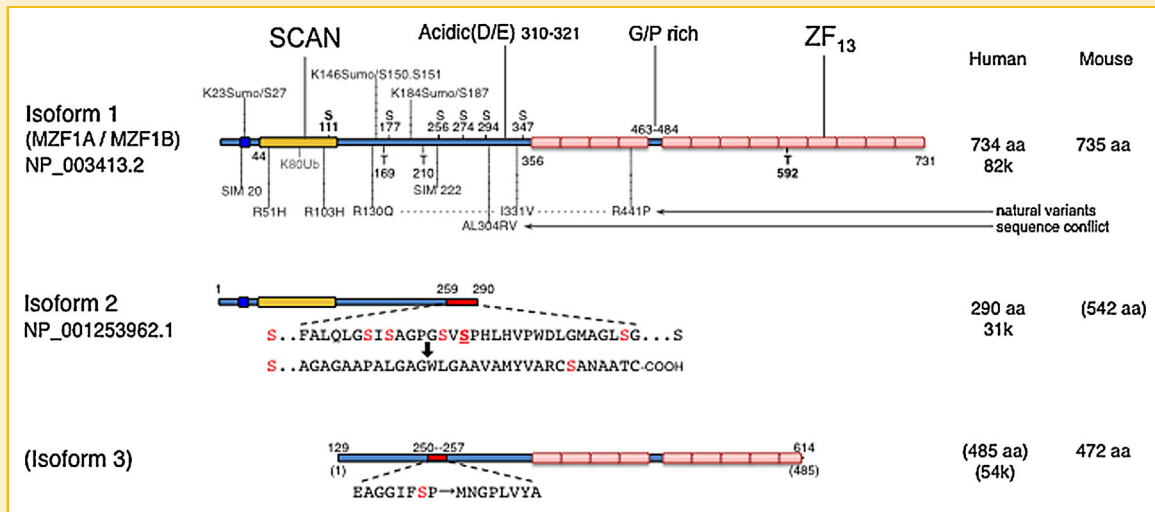 SCAN
Acidic(D/E) 310-321
G/P rich
ZF13
Human
Mouse
K146Sumo/S150.S151
K23Sumo/S27
K184Sumo/S187
Isoform 1
(MZF1A / MZF1B)
NP_003413.2
S 111
S 177
S 256
S 274
S 294
S 347
463-484
734 aa
82k
735 aa
44
K80Ub
T 169
T 210
356
T 592
731
SIM 20
SIM 222
R51H
R103H
R130Q
I331V
R441P
natural variants
AL304RV
sequence conflict
Isoform 2
NP_001253962.1
1
259
290
290 aa
31k
(542 aa)
S..FALQLGSISAGPGSVSPHLHVPWDLGMAGLSG...S
S..AGAGAAPALGAGWLGAAVAMYVARCSANAATC-COOH
(Isoform 3)
129
(1)
250--257
614
(485)
(485 aa)
(54k)
472 aa
EAGGIFSP→MNGPLVYA